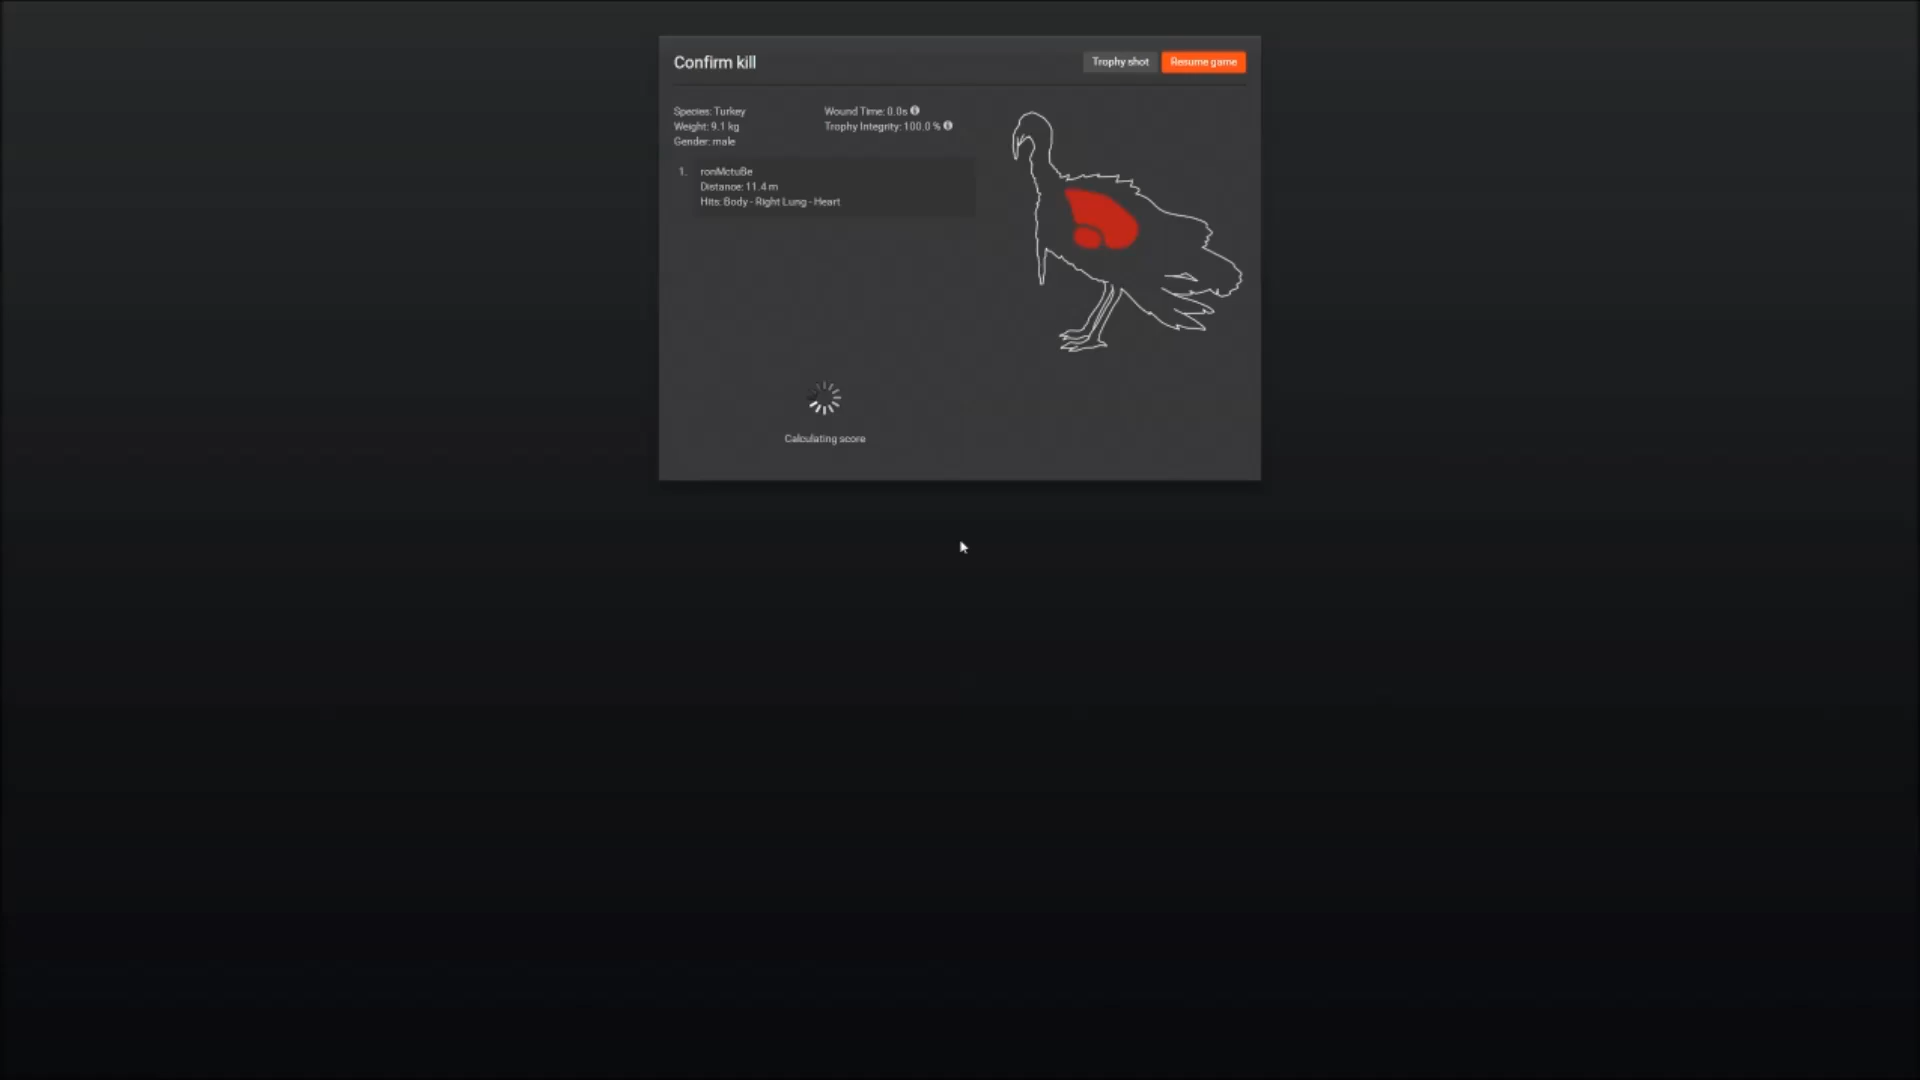 Confirm kill
Trophy shot
Resume game
Species: Turkey
Weight: 9.1 kg
Gender: male
Wound Time: 0.0s
Trophy Integrity: 100.0 %
1. ronMctuBe
Distance: 11.4 m
Hits: Body - Right Lung - Heart
Calculating score